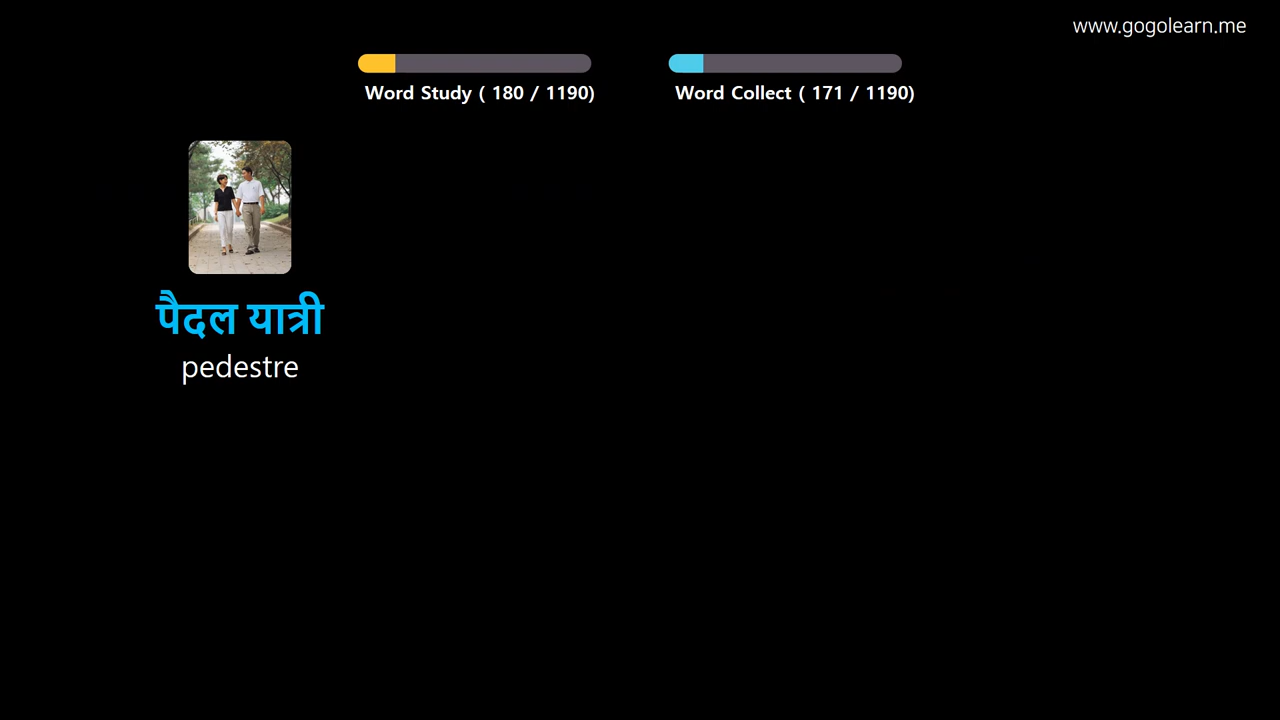 www.gogolearn.me
Word Study ( 180 / 1190)
Word Collect ( 171 / 1190)
पैदल यात्री
pedestre